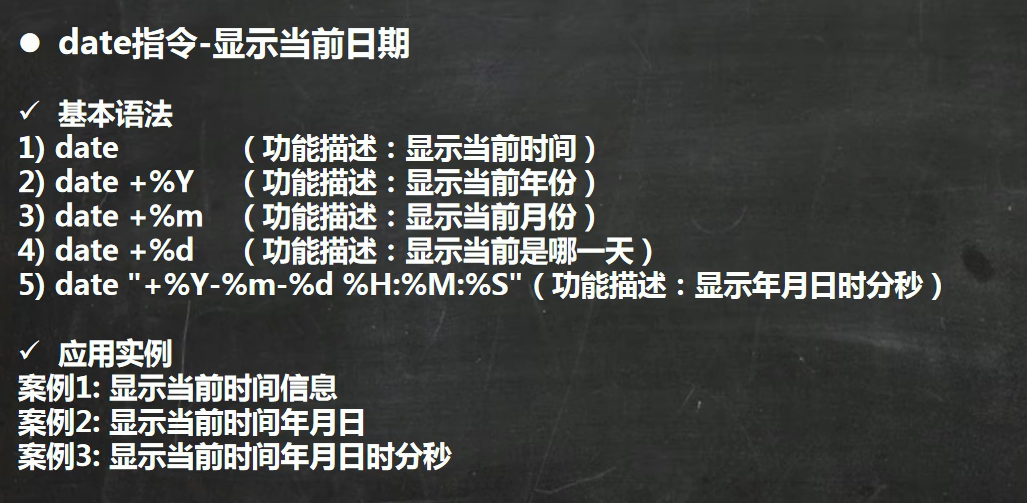 ● date指令-显示当前日期
✓ 基本语法
1) date （功能描述：显示当前时间）
2) date +%Y （功能描述：显示当前年份）
3) date +%m （功能描述：显示当前月份）
4) date +%d （功能描述：显示当前是哪一天）
5) date "+%Y-%m-%d %H:%M:%S"（功能描述：显示年月日时分秒）
✓ 应用实例
案例1: 显示当前时间信息
案例2: 显示当前时间年月日
案例3: 显示当前时间年月日时分秒